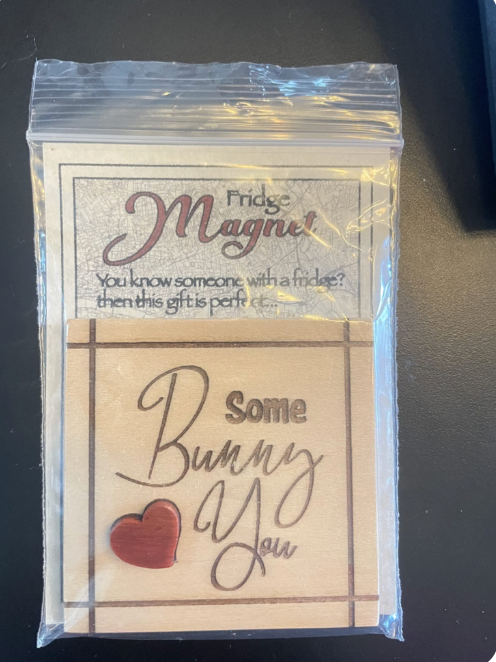 Fridge
Magnet
You know someone with a fridge?
then this gift is perfect...
Some
Bunny
You